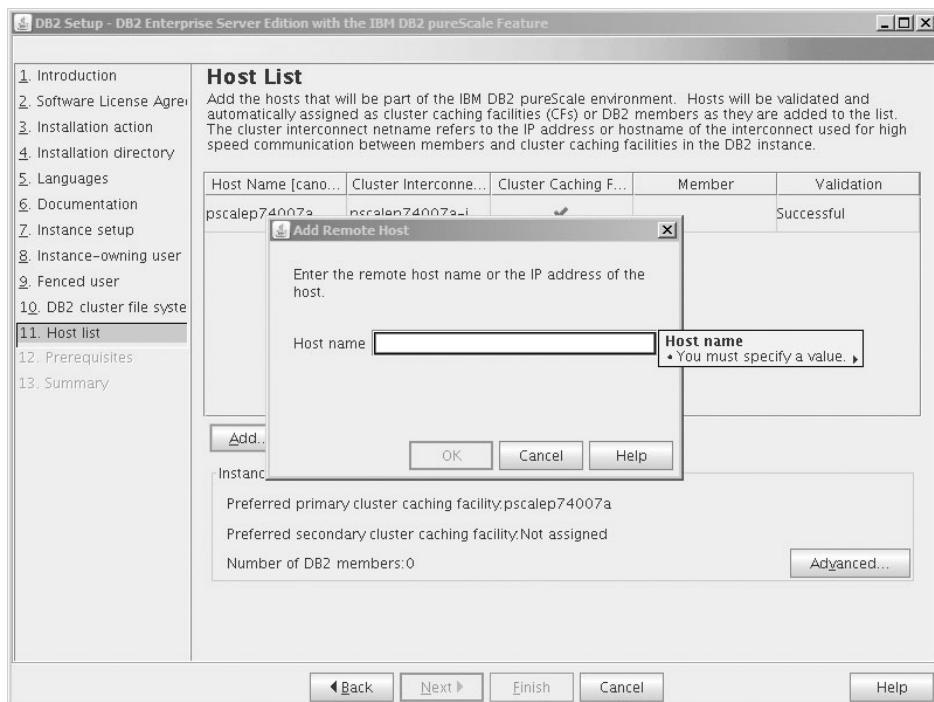 DB2 Setup - DB2 Enterprise Server Edition with the IBM DB2 pureScale Feature
1. Introduction
2. Software License Agre
3. Installation action
4. Installation directory
5. Languages
6. Documentation
7. Instance setup
8. Instance-owning user
9. Fenced user
10. DB2 cluster file syste
11. Host list
12. Prerequisites
13. Summary
Host List
Add the hosts that will be part of the IBM DB2 pureScale environment. Hosts will be validated and
automatically assigned as cluster caching facilities (CFs) or DB2 members as they are added to the list.
The cluster interconnect netname refers to the IP address or hostname of the interconnect used for high
speed communication between members and cluster caching facilities in the DB2 instance.
Host Name [cano... Cluster Interconne... Cluster Caching F... Member Validation
pscalep74007a pscalep74007a-i Successful
Add Remote Host
Enter the remote host name or the IP address of the
host.
Host name
Host name
• You must specify a value.
OK Cancel Help
Add..
Instanc
Preferred primary cluster caching facility:pscalep74007a
Preferred secondary cluster caching facility:Not assigned
Number of DB2 members:0
Advanced...
Back Next Finish Cancel Help